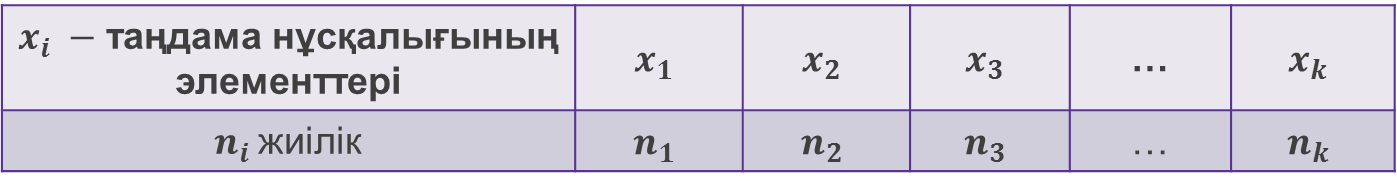 xᵢ – таңдама нұсқалығының элементтері x₁ x₂ x₃ … xₖ
nᵢ жиілік n₁ n₂ n₃ … nₖ